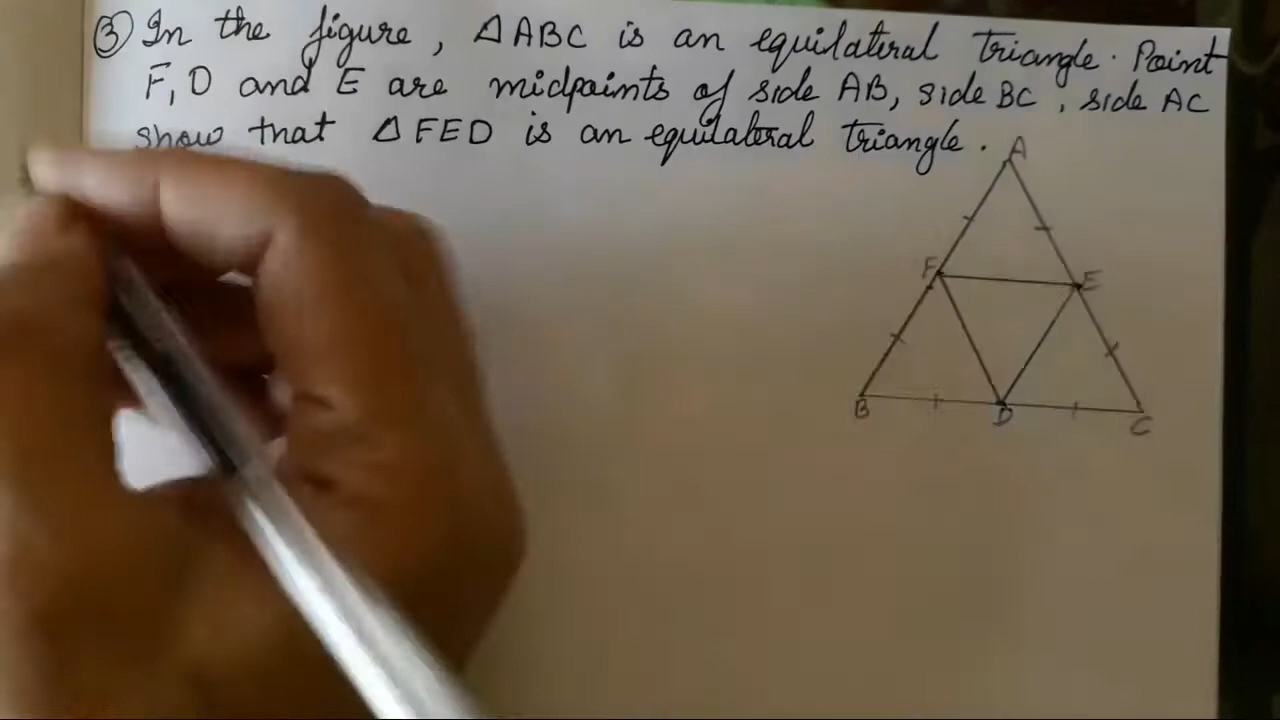 ③ In the figure, △ABC is an equilateral triangle. Point
F, D and E are midpoints of side AB, side BC, side AC
show that △FED is an equilateral triangle.
A
F
E
B
D
C